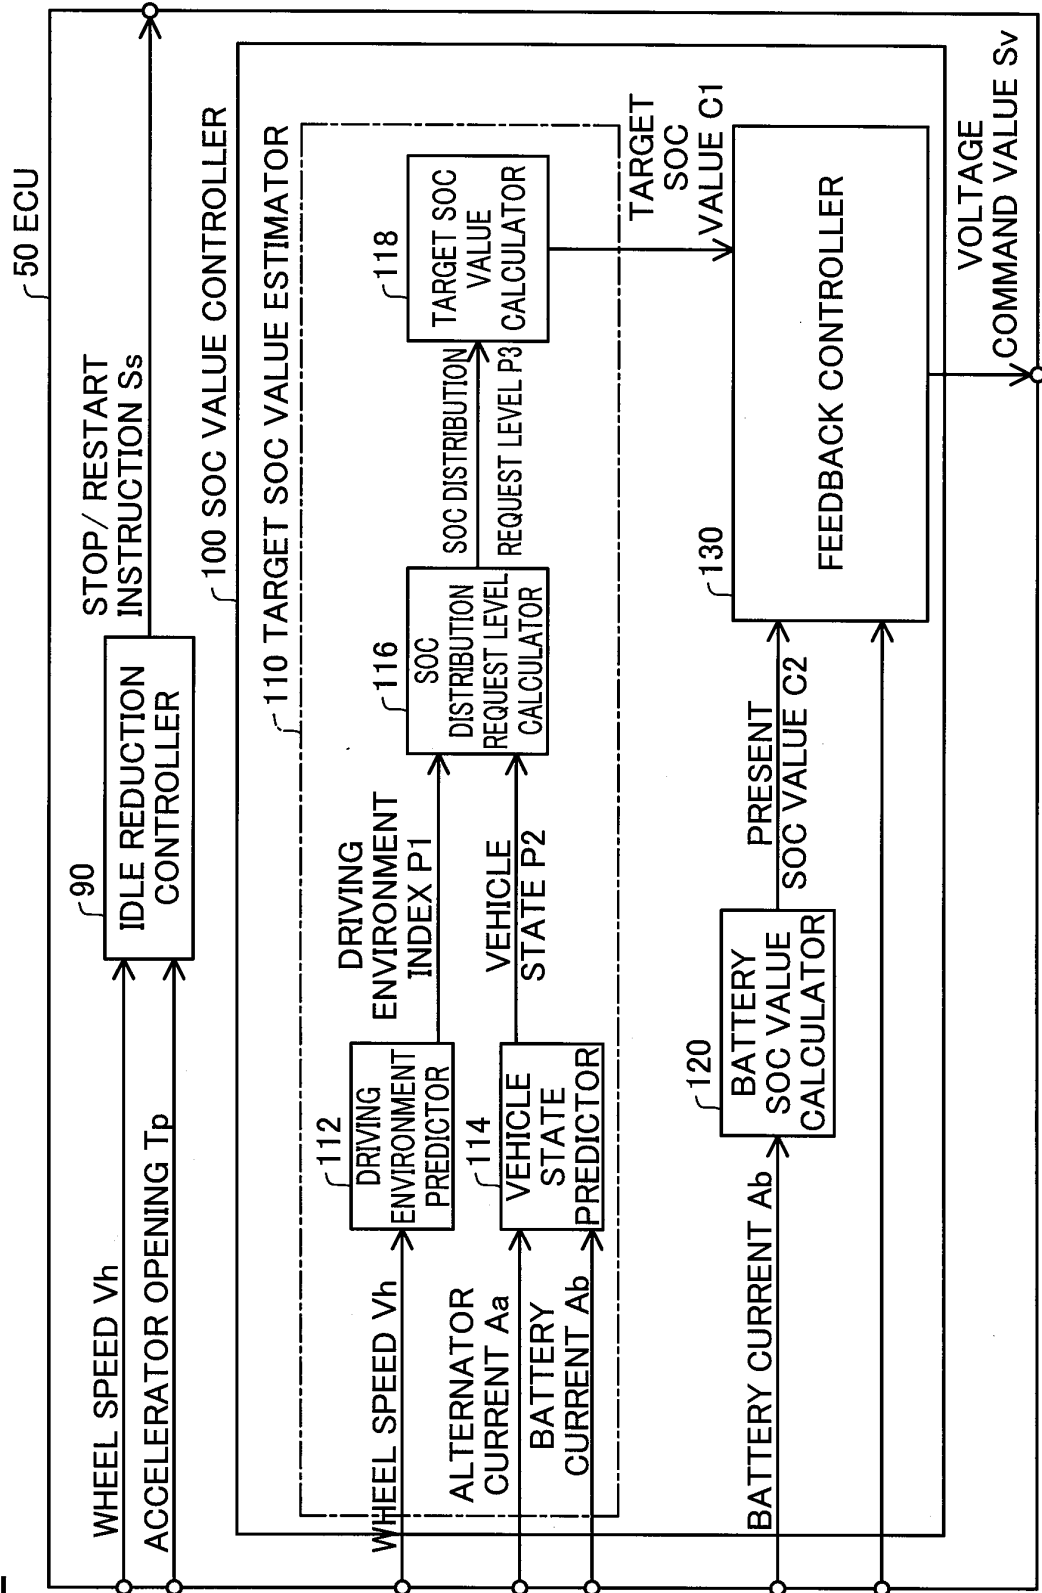 50 ECU
STOP/ RESTART
INSTRUCTION Ss
WHEEL SPEED Vh
ACCELERATOR OPENING Tp
90
IDLE REDUCTION
CONTROLLER
100 SOC VALUE CONTROLLER
110 TARGET SOC VALUE ESTIMATOR
WHEEL SPEED Vh
112
DRIVING
ENVIRONMENT
PREDICTOR
DRIVING
ENVIRONMENT
INDEX P1
ALTERNATOR
CURRENT Aa
BATTERY
CURRENT Ab
114
VEHICLE
STATE
PREDICTOR
VEHICLE
STATE P2
116
SOC
DISTRIBUTION
REQUEST LEVEL
CALCULATOR
SOC DISTRIBUTION
REQUEST LEVEL P3
118
TARGET SOC
VALUE
CALCULATOR
TARGET
SOC
VALUE C1
BATTERY CURRENT Ab
120
BATTERY
SOC VALUE
CALCULATOR
PRESENT
SOC VALUE C2
130
FEEDBACK CONTROLLER
VOLTAGE
COMMAND VALUE Sv